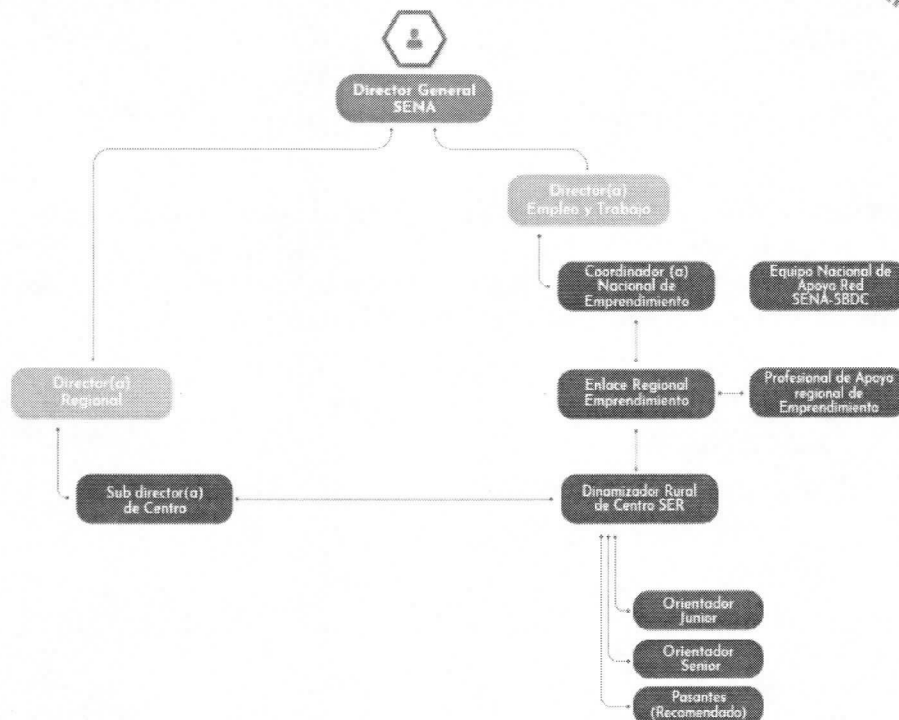 Director General
SENA
Director(a)
Empleo y Trabajo
Coordinador (a)
Nacional de
Emprendimiento
Equipo Nacional de
Apoyo Red
SENA-SBDC
Director(a)
Regional
Enlace Regional
Emprendimiento
Profesional de Apoyo
regional de
Emprendimiento
Sub director(a)
de Centro
Dinamizador Rural
de Centro SER
Orientador
Junior
Orientador
Senior
Pasantes
(Recomendado)